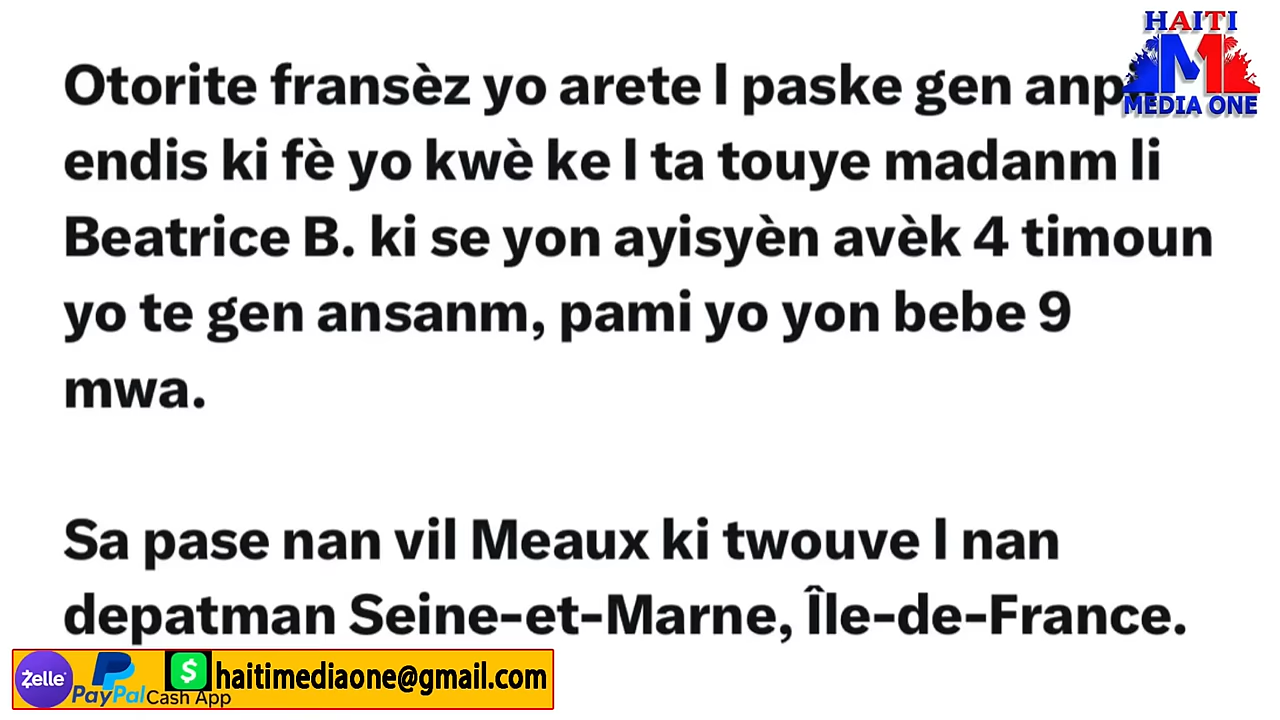 Otorite fransèz yo arete l paske gen
endis ki fè yo kwè ke l ta touye madanm li
Beatrice B. ki se yon ayisyèn avèk 4 timoun
yo te gen ansanm, pami yo yon bebe 9
mwa.
Sa pase nan vil Meaux ki twouve l nan
depatman Seine-et-Marne, Île-de-France.
HAITI
M
MEDIA ONE
Zelle
PayPal
$
Cash App
haitimediaone@gmail.com